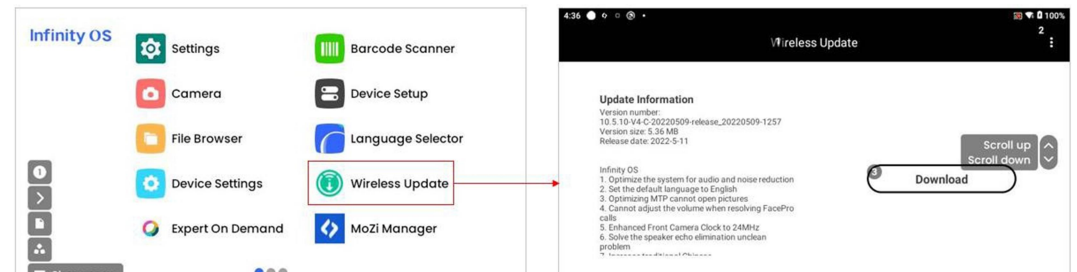 Infinity OS
Settings
Barcode Scanner
Camera
Device Setup
File Browser
Language Selector
Device Settings
Wireless Update
Expert On Demand
MoZi Manager
4:36
100%
2
Wireless Update
Update Information
Version number:
10.5.10-V4-C-20220509-release_20220509-1257
Version size: 5.36 MB
Release date: 2022-5-11
Scroll up
Scroll down
Infinity OS
1. Optimize the system for audio and noise reduction
2. Set the default language to English
3. Optimizing MTP cannot open pictures
4. Cannot adjust the volume when resolving FacePro
calls
5. Enhanced Front Camera Clock to 24MHz
6. Solve the speaker echo elimination unclean
problem
3
Download